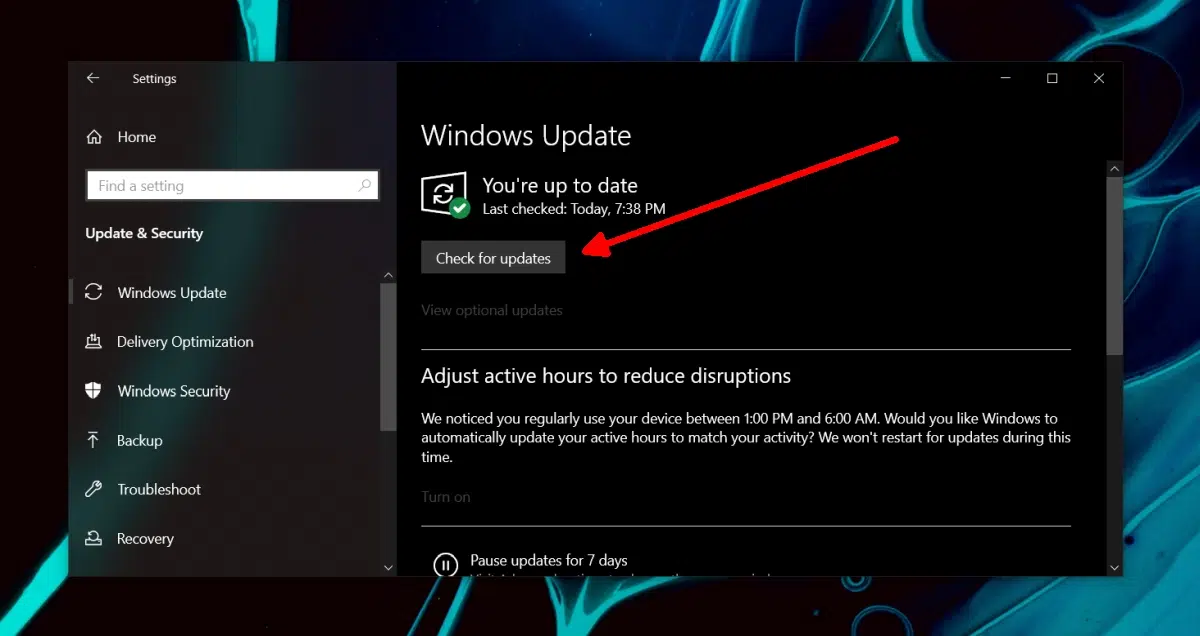 Settings
Home
Find a setting
Update & Security
Windows Update
Delivery Optimization
Windows Security
Backup
Troubleshoot
Recovery
Windows Update
You're up to date
Last checked: Today, 7:38 PM
Check for updates
View optional updates
Adjust active hours to reduce disruptions
We noticed you regularly use your device between 1:00 PM and 6:00 AM. Would you like Windows to
automatically update your active hours to match your activity? We won't restart for updates during this
time.
Turn on
Pause updates for 7 days